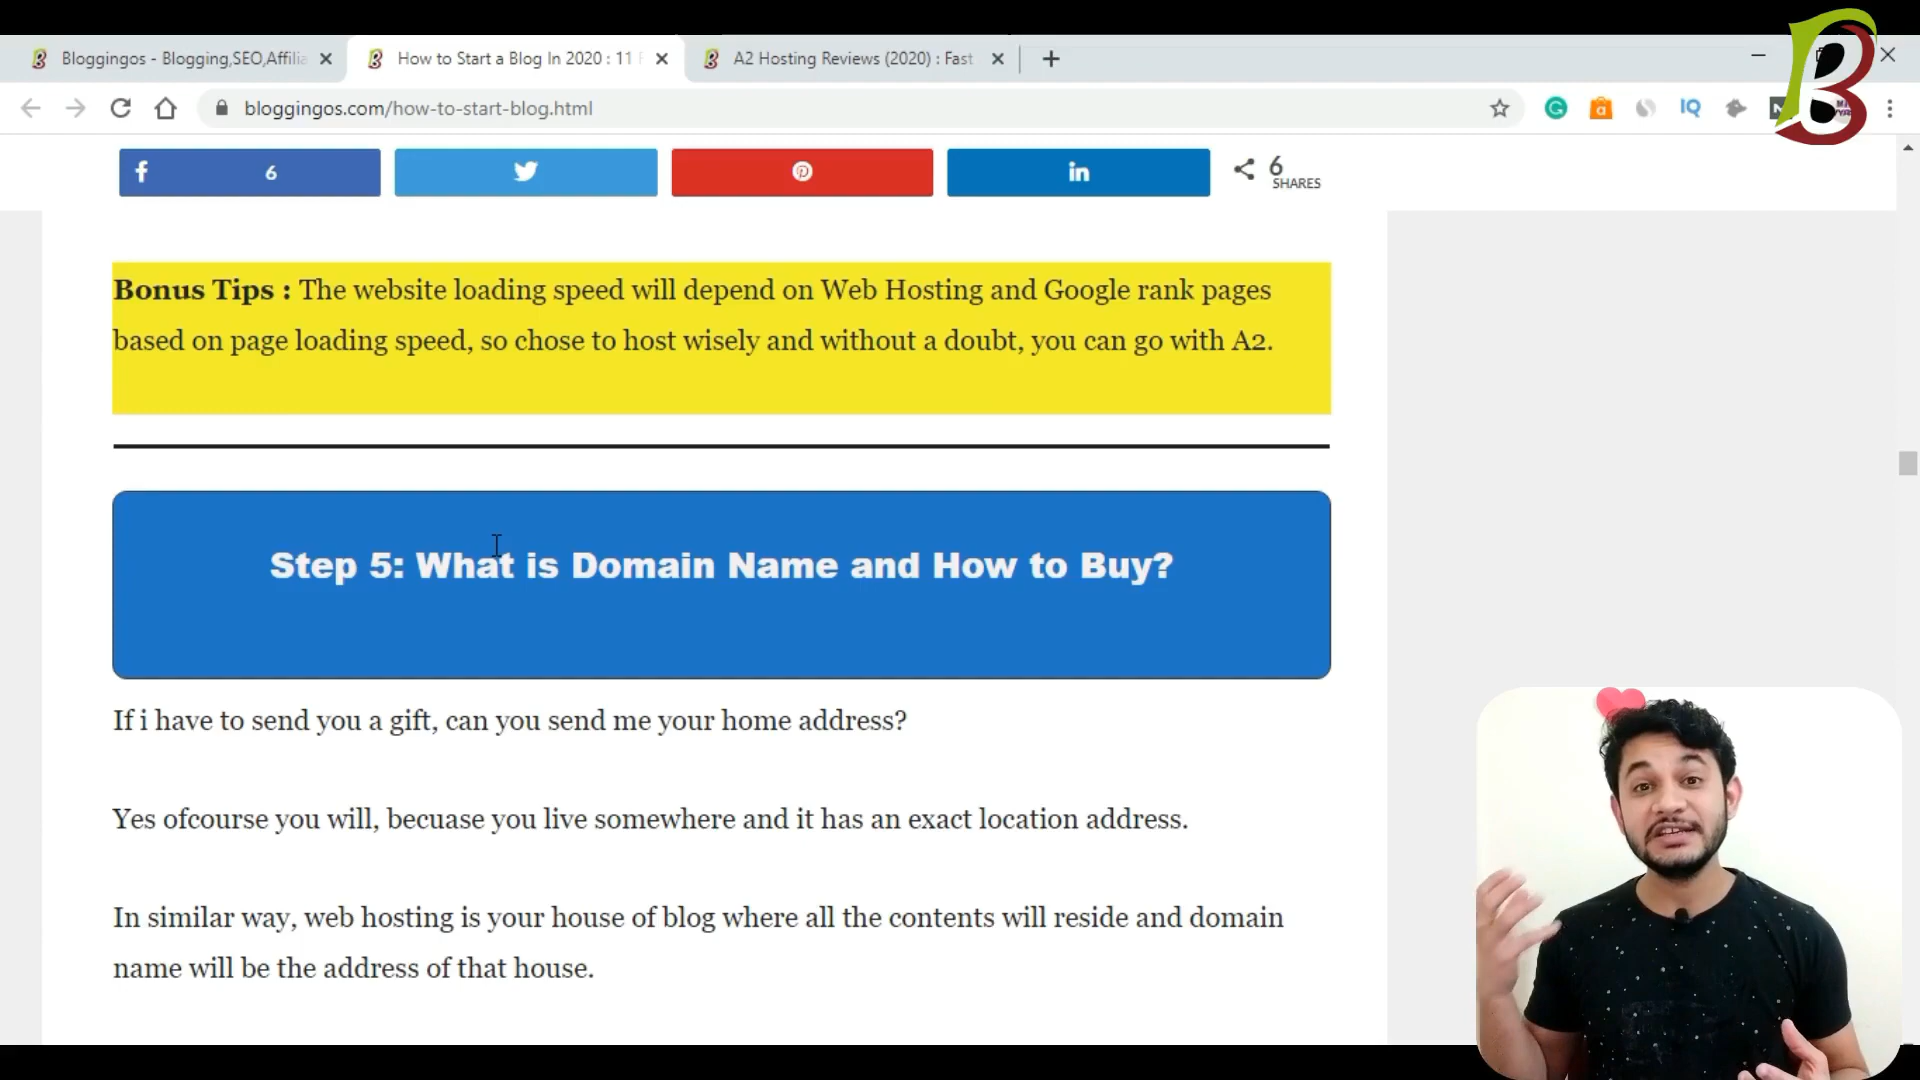 Bloggingos - Blogging,SEO,Affilia
How to Start a Blog In 2020 : 11
A2 Hosting Reviews (2020) : Fast
bloggingos.com/how-to-start-blog.html
6
6
SHARES
Bonus Tips : The website loading speed will depend on Web Hosting and Google rank pages
based on page loading speed, so chose to host wisely and without a doubt, you can go with A2.
Step 5: What is Domain Name and How to Buy?
If i have to send you a gift, can you send me your home address?
Yes ofcourse you will, becuase you live somewhere and it has an exact location address.
In similar way, web hosting is your house of blog where all the contents will reside and domain
name will be the address of that house.